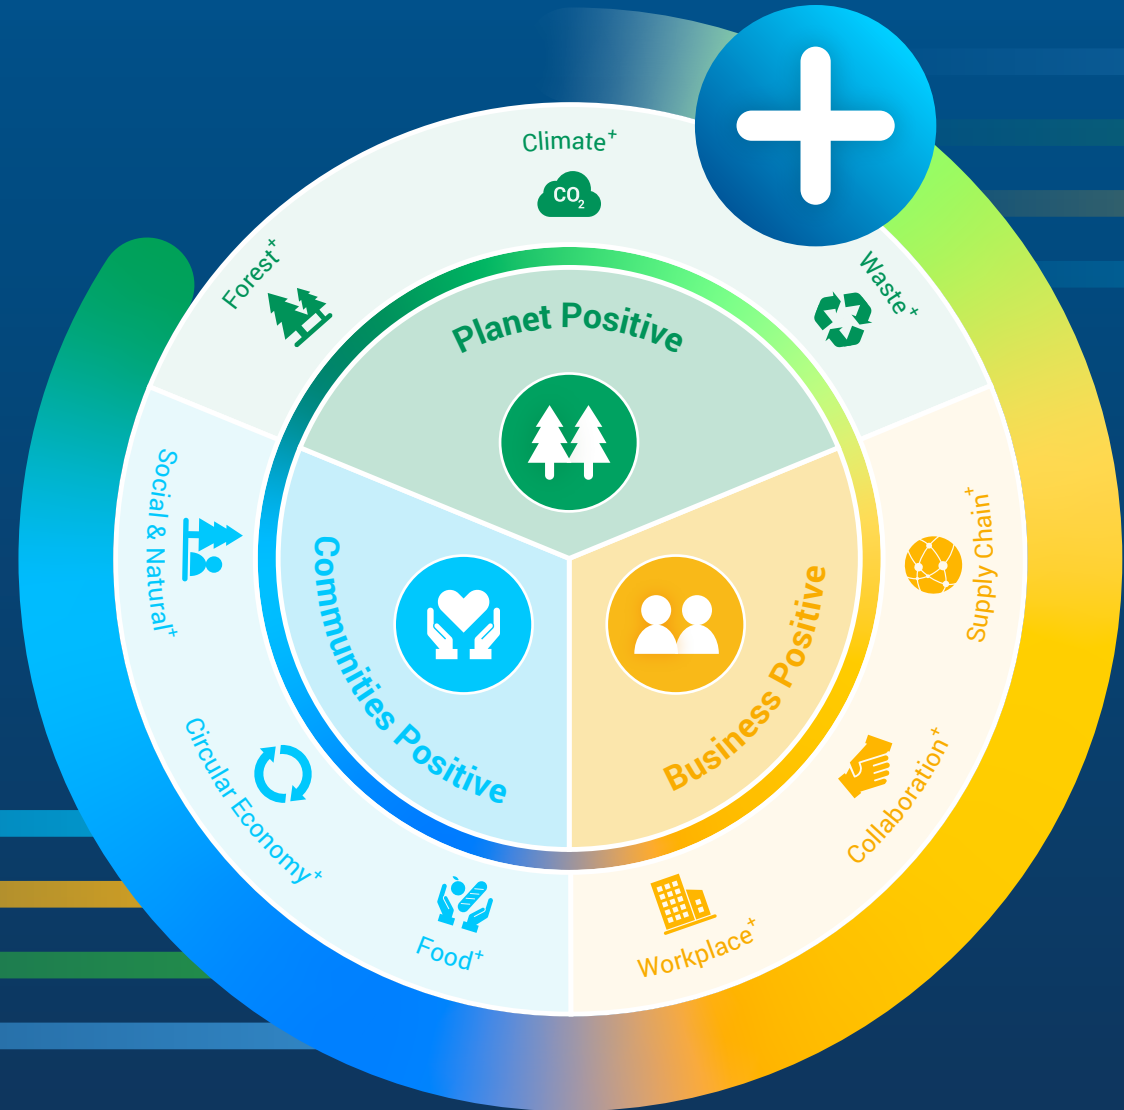 Climate⁺
CO₂
Forest⁺
Waste⁺
Planet Positive
Social & Natural⁺
Communities Positive
Circular Economy⁺
Food⁺
Business Positive
Supply Chain⁺
Collaboration⁺
Workplace⁺